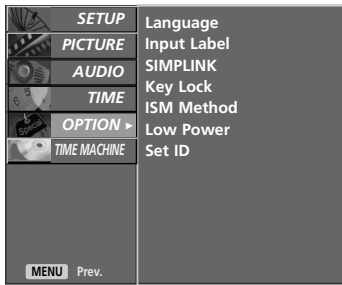 SETUP
PICTURE
AUDIO
TIME
OPTION ▸
Special
TIME MACHINE
MENU Prev.
Language
Input Label
SIMPLINK
Key Lock
ISM Method
Low Power
Set ID